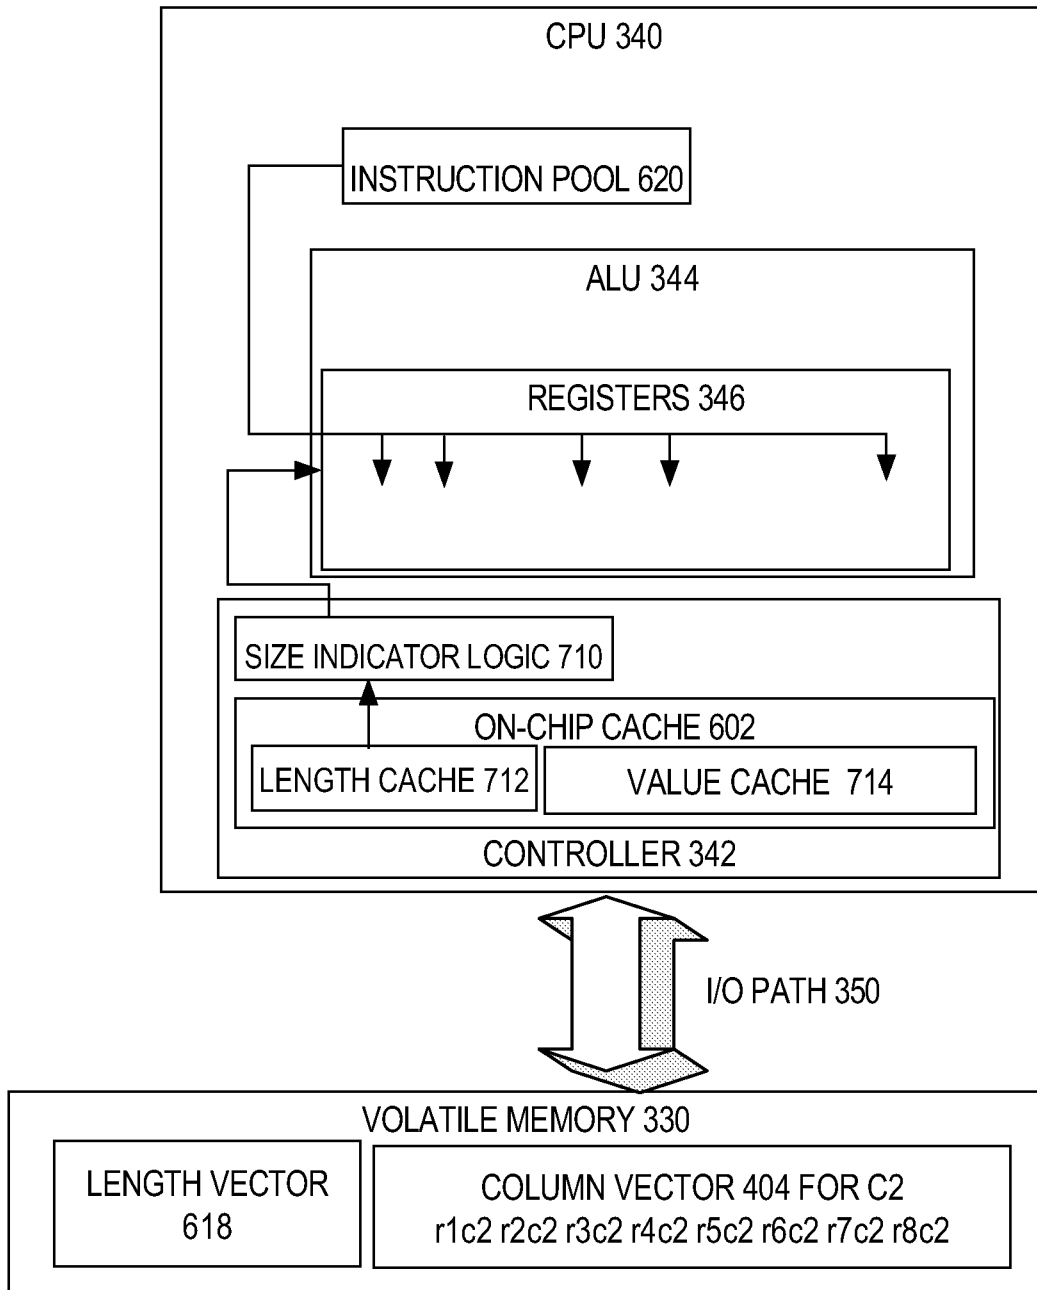 CPU 340
INSTRUCTION POOL 620
ALU 344
REGISTERS 346
SIZE INDICATOR LOGIC 710
ON-CHIP CACHE 602
LENGTH CACHE 712
VALUE CACHE 714
CONTROLLER 342
I/O PATH 350
VOLATILE MEMORY 330
LENGTH VECTOR
618
COLUMN VECTOR 404 FOR C2
r1c2 r2c2 r3c2 r4c2 r5c2 r6c2 r7c2 r8c2